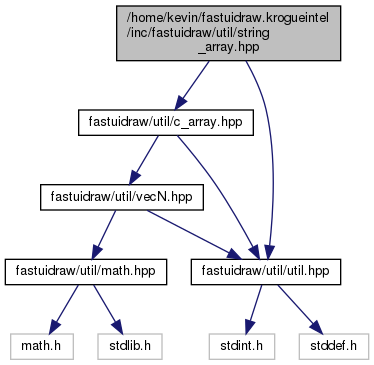 /home/kevin/fastuidraw.krogueintel
/inc/fastuidraw/util/string
_array.hpp
fastuidraw/util/c_array.hpp
fastuidraw/util/vecN.hpp
fastuidraw/util/math.hpp
fastuidraw/util/util.hpp
math.h
stdlib.h
stdint.h
stddef.h